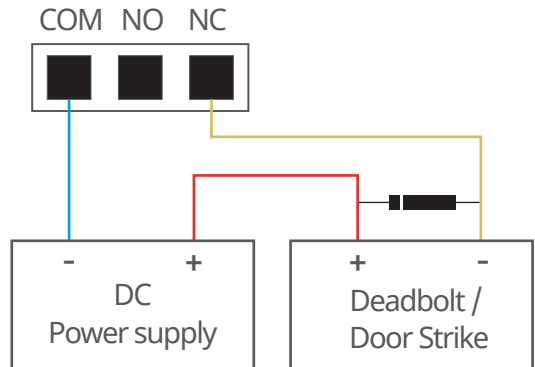 COM NO NC
- + + -
DC
Power supply
Deadbolt /
Door Strike